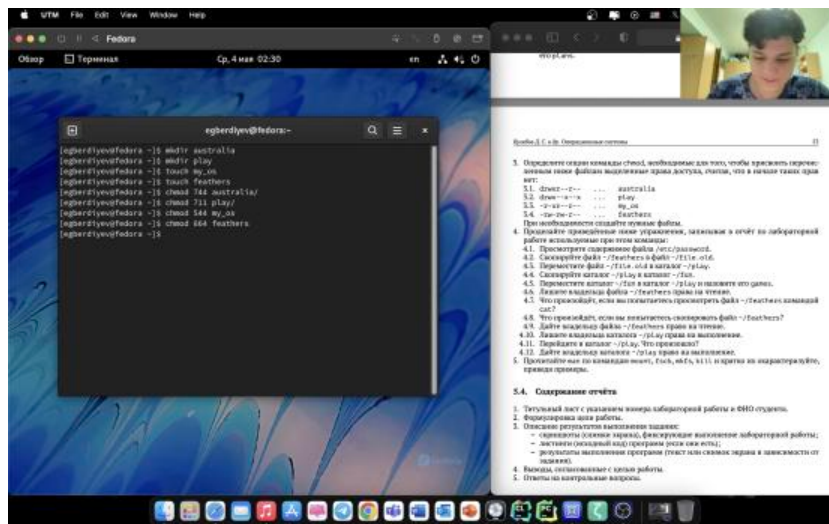 UTM File Edit View Window Help
Fedora
Обзор Терминал Ср, 4 мая 02:30 en
egberdiyev@fedora:~
[egberdiyev@fedora ~]$ mkdir australia
[egberdiyev@fedora ~]$ mkdir play
[egberdiyev@fedora ~]$ touch my_os
[egberdiyev@fedora ~]$ touch feathers
[egberdiyev@fedora ~]$ chmod 744 australia/
[egberdiyev@fedora ~]$ chmod 711 play/
[egberdiyev@fedora ~]$ chmod 544 my_os
[egberdiyev@fedora ~]$ chmod 664 feathers
[egberdiyev@fedora ~]$
Кулябов Д. С. и др. Операционные системы
3. Определите опции команды chmod, необходимые для того, чтобы присвоить перечис-
ленным ниже файлам выделенные права доступа, считая, что в начале таких прав
нет:
3.1. drwxr--r-- ... australia
3.2. drwx--x--x ... play
3.3. -r-xr--r-- ... my_os
3.4. -rw-rw-r-- ... feathers
При необходимости создайте нужные файлы.
4. Проделайте приведённые ниже упражнения, записывая в отчёт по лабораторной
работе используемые при этом команды:
4.1. Просмотрите содержимое файла /etc/password.
4.2. Скопируйте файл ~/feathers в файл ~/file.old.
4.3. Переместите файл ~/file.old в каталог ~/play.
4.4. Скопируйте каталог ~/play в каталог ~/fun.
4.5. Переместите каталог ~/fun в каталог ~/play и назовите его games.
4.6. Лишите владельца файла ~/feathers права на чтение.
4.7. Что произойдёт, если вы попытаетесь просмотреть файл ~/feathers командой
cat?
4.8. Что произойдёт, если вы попытаетесь скопировать файл ~/feathers?
4.9. Дайте владельцу файла ~/feathers право на чтение.
4.10. Лишите владельца каталога ~/play права на выполнение.
4.11. Перейдите в каталог ~/play. Что произошло?
4.12. Дайте владельцу каталога ~/play право на выполнение.
5. Прочитайте man по командам mount, fsck, mkfs, kill и кратко их охарактеризуйте,
приведя примеры.
5.4. Содержание отчёта
1. Титульный лист с указанием номера лабораторной работы и ФИО студента.
2. Формулировка цели работы.
3. Описание результатов выполнения задания:
– скриншоты (снимки экрана), фиксирующие выполнение лабораторной работы;
– листинги (исходный код) программ (если они есть);
– результаты выполнения программ (текст или снимок экрана в зависимости от
задания).
4. Выводы, согласованные с целью работы.
5. Ответы на контрольные вопросы.